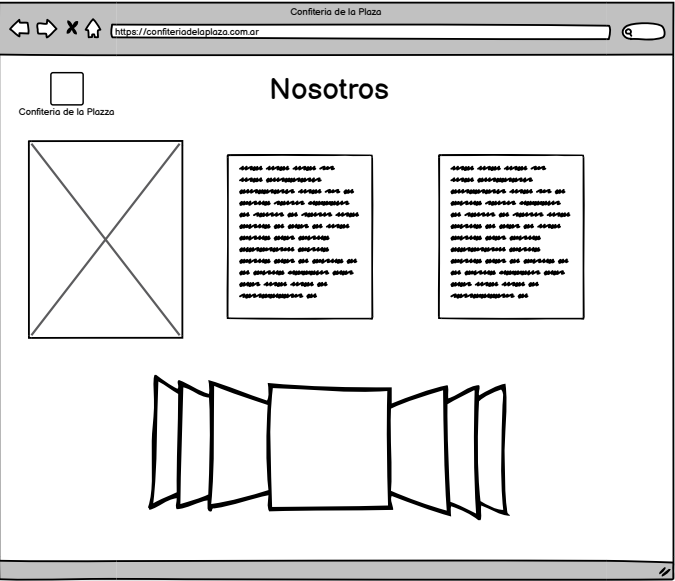 Confiteria de la Plaza
https://confiteriadelaplaza.com.ar
Nosotros
Confiteria de la Plazza